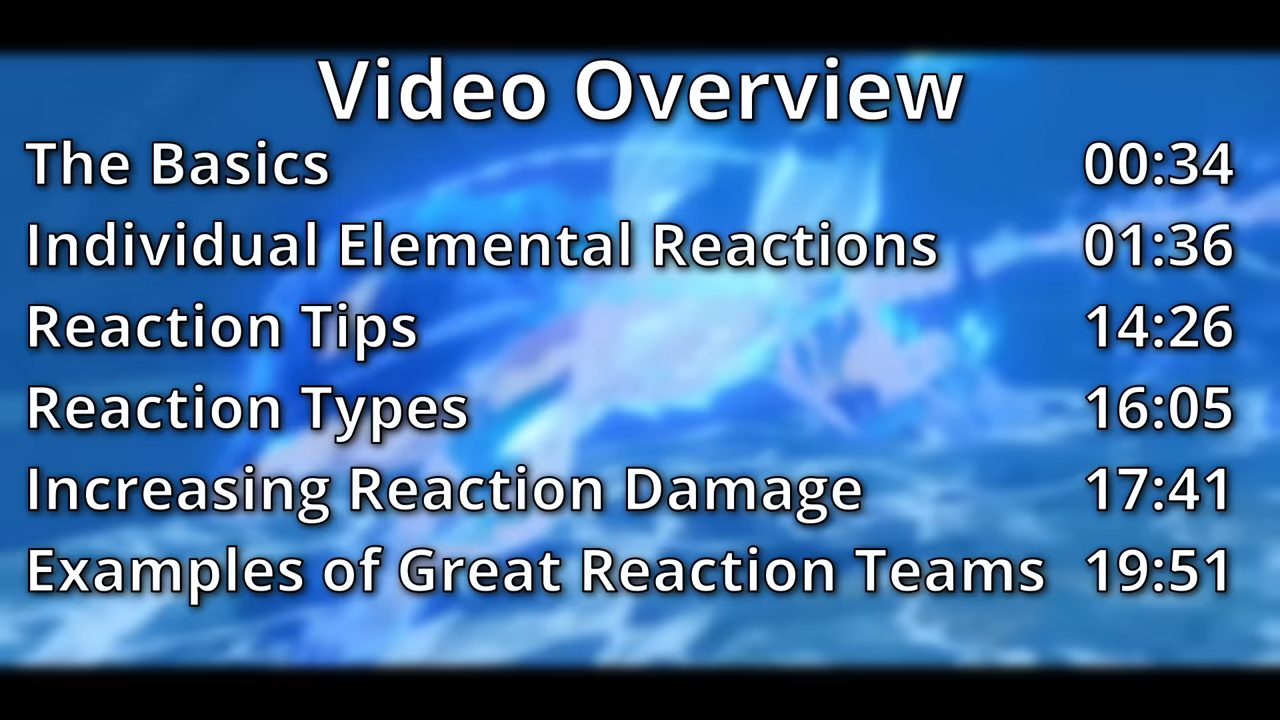 Video Overview
The Basics 00:34
Individual Elemental Reactions 01:36
Reaction Tips 14:26
Reaction Types 16:05
Increasing Reaction Damage 17:41
Examples of Great Reaction Teams 19:51